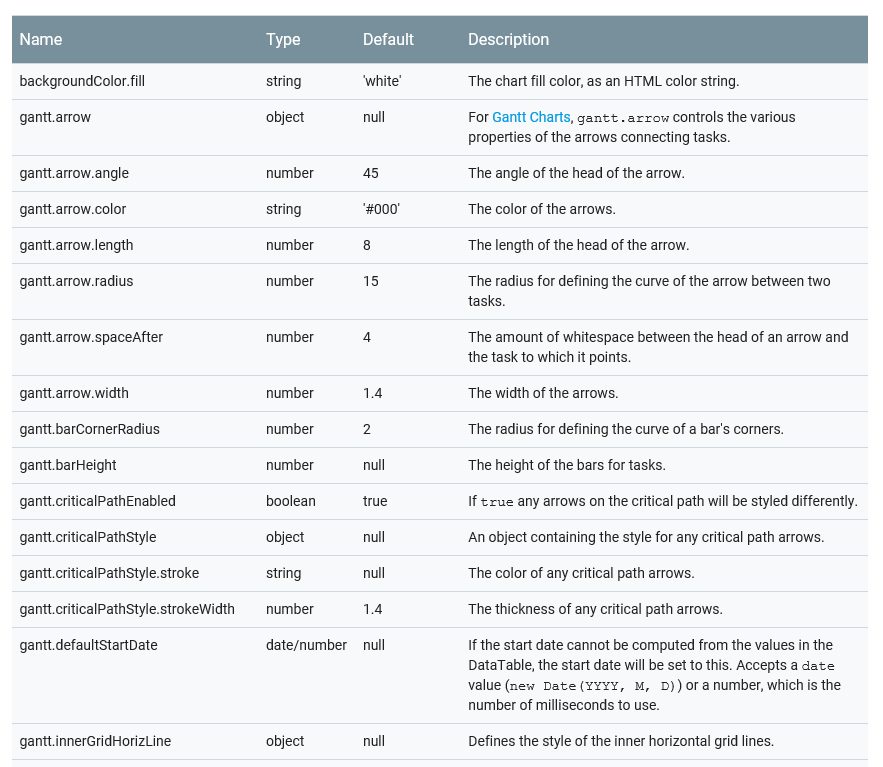 Name Type Default Description
backgroundColor.fill string 'white' The chart fill color, as an HTML color string.
gantt.arrow object null For Gantt Charts, gantt.arrow controls the various
properties of the arrows connecting tasks.
gantt.arrow.angle number 45 The angle of the head of the arrow.
gantt.arrow.color string '#000' The color of the arrows.
gantt.arrow.length number 8 The length of the head of the arrow.
gantt.arrow.radius number 15 The radius for defining the curve of the arrow between two
tasks.
gantt.arrow.spaceAfter number 4 The amount of whitespace between the head of an arrow and
the task to which it points.
gantt.arrow.width number 1.4 The width of the arrows.
gantt.barCornerRadius number 2 The radius for defining the curve of a bar's corners.
gantt.barHeight number null The height of the bars for tasks.
gantt.criticalPathEnabled boolean true If true any arrows on the critical path will be styled differently.
gantt.criticalPathStyle object null An object containing the style for any critical path arrows.
gantt.criticalPathStyle.stroke string null The color of any critical path arrows.
gantt.criticalPathStyle.strokeWidth number 1.4 The thickness of any critical path arrows.
gantt.defaultStartDate date/number null If the start date cannot be computed from the values in the
DataTable, the start date will be set to this. Accepts a date
value (new Date(YYYY, M, D)) or a number, which is the
number of milliseconds to use.
gantt.innerGridHorizLine object null Defines the style of the inner horizontal grid lines.